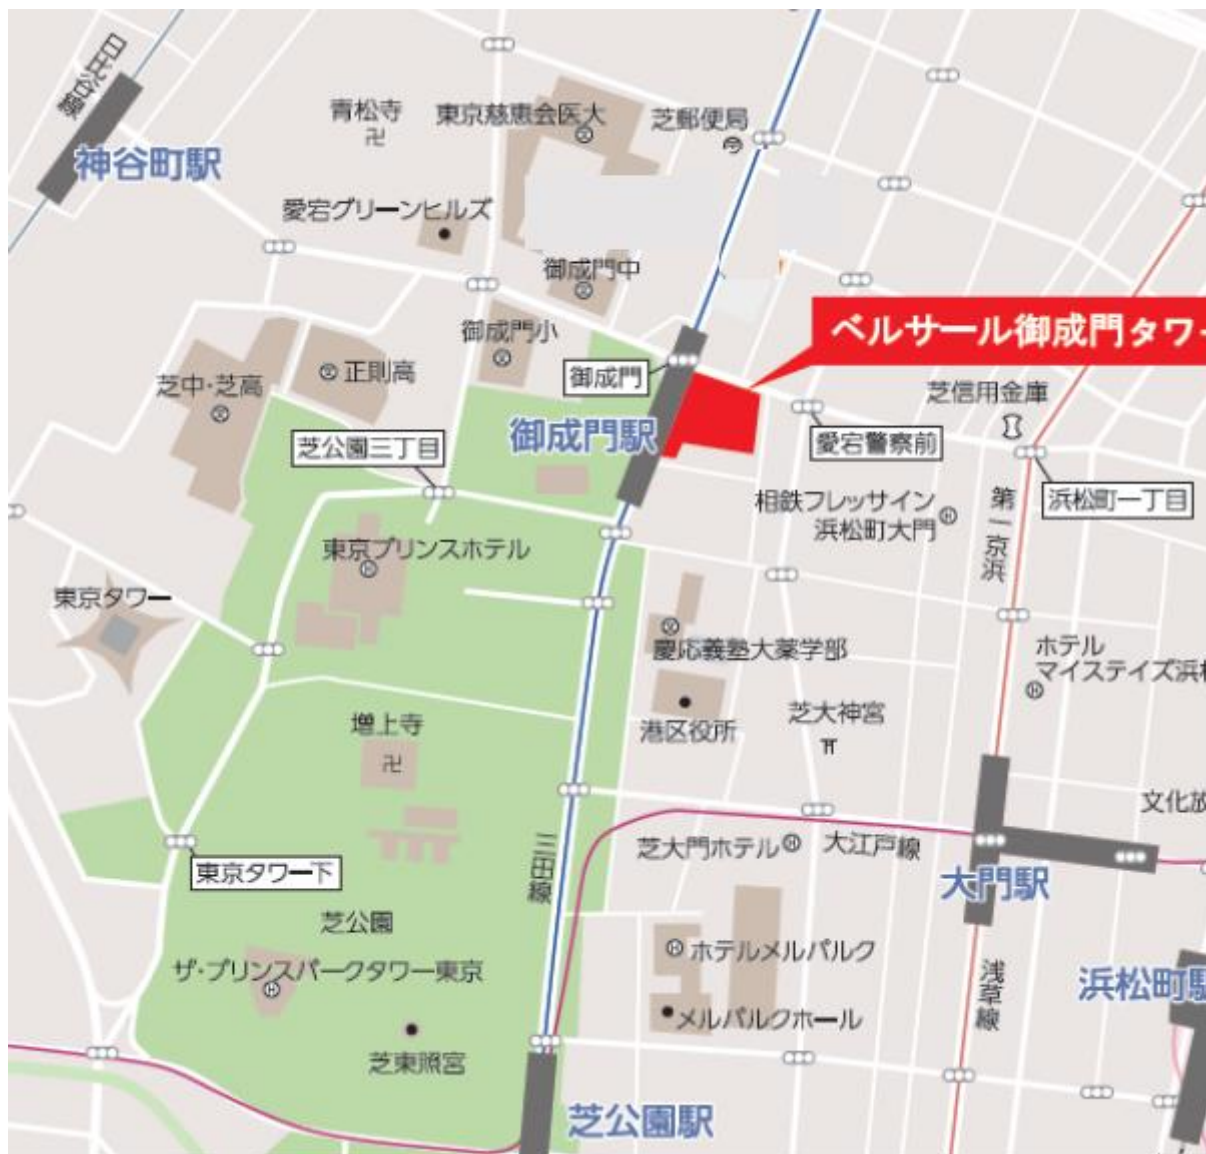 日比谷線
神谷町駅
青松寺
東京慈恵会医大
芝郵便局
愛宕グリーンヒルズ
御成門中
御成門小
ベルサール御成門タワー
御成門
正則高
芝中・芝高
芝信用金庫
御成門駅
芝公園三丁目
愛宕警察前
相鉄フレッサイン
浜松町大門
浜松町一丁目
第一京浜
東京プリンスホテル
東京タワー
慶応義塾大薬学部
ホテル
マイステイズ浜松
港区役所
芝大神宮
増上寺
文化放
三田線
芝大門ホテル
大江戸線
東京タワー下
大門駅
芝公園
ホテルメルパルク
ザ・プリンスパークタワー東京
浅草線
浜松町駅
メルパルクホール
芝東照宮
芝公園駅